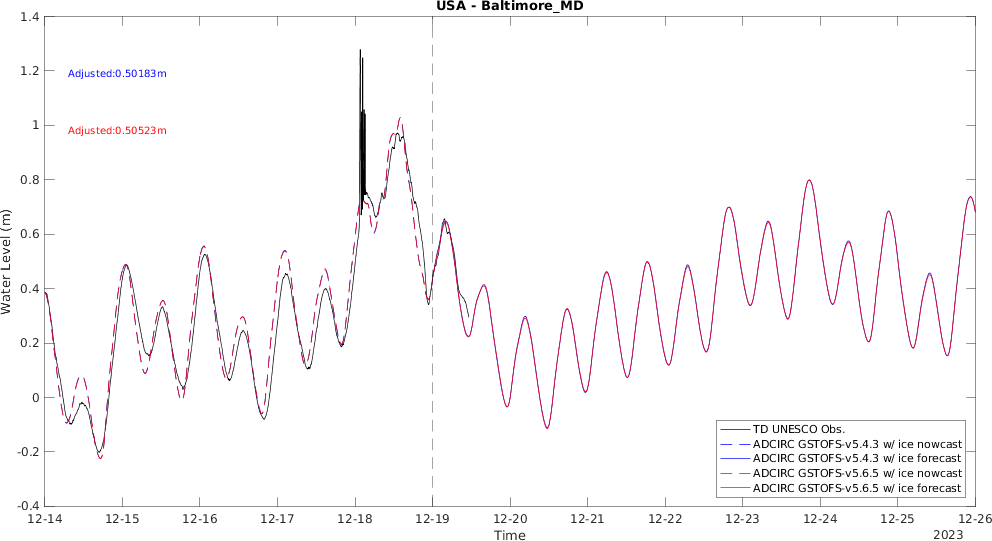 USA - Baltimore_MD
1.4
1.2
1
0.8
0.6
0.4
0.2
0
-0.2
-0.4
Water Level (m)
Adjusted:0.50183m
Adjusted:0.50523m
TD UNESCO Obs.
ADCIRC GSTOFS-v5.4.3 w/ ice nowcast
ADCIRC GSTOFS-v5.4.3 w/ ice forecast
ADCIRC GSTOFS-v5.6.5 w/ ice nowcast
ADCIRC GSTOFS-v5.6.5 w/ ice forecast
12-14 12-15 12-16 12-17 12-18 12-19 12-20 12-21 12-22 12-23 12-24 12-25 12-26
Time
2023